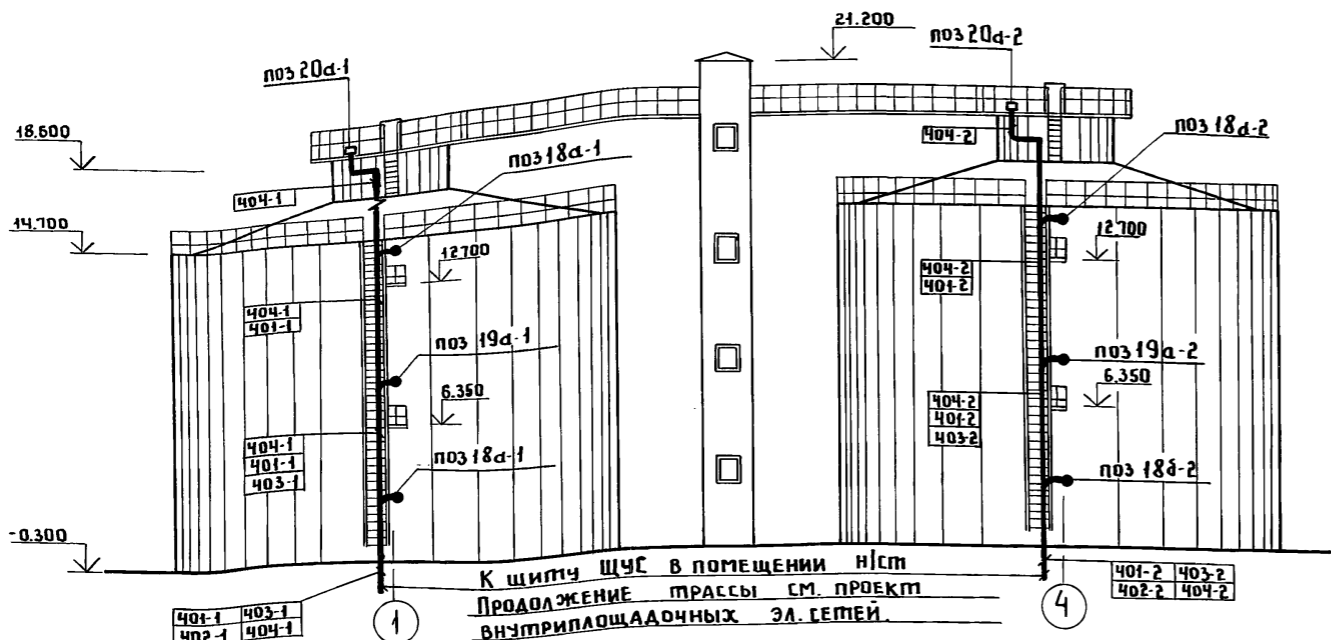 21.200
поз 20а-2
поз 20а-1
18.600
404-2
поз 18а-2
поз 18а-1
404-1
14.700
12.700
12.700
404-2
401-2
404-1
401-1
поз 19а-1
поз 19а-2
6.350
6.350
404-2
401-2
403-2
404-1
401-1
403-1
поз 18а-1
поз 18б-2
-0.300
К щиту ЩУС в помещении н/ст
Продолжение трассы см. проект
внутриплощадочных эл. сетей.
401-1 403-1
402-1 404-1
1
4
401-2 403-2
402-2 404-2